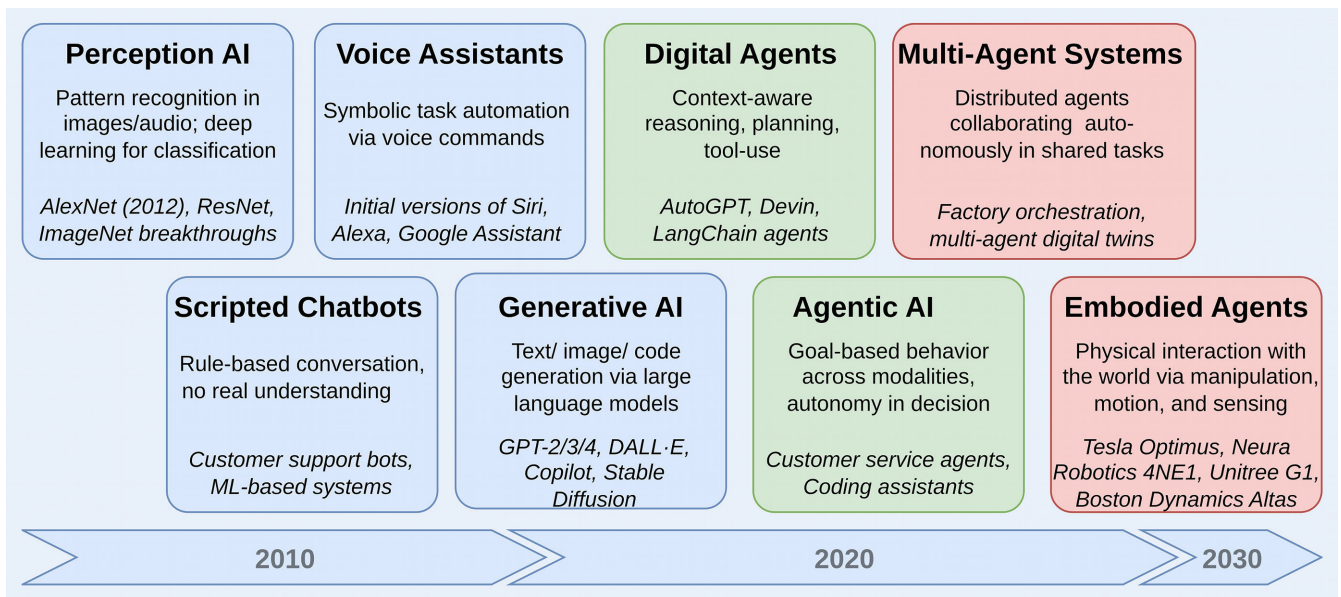 Perception AI
Pattern recognition in
images/audio; deep
learning for classification
AlexNet (2012), ResNet,
ImageNet breakthroughs
Voice Assistants
Symbolic task automation
via voice commands
Initial versions of Siri,
Alexa, Google Assistant
Digital Agents
Context-aware
reasoning, planning,
tool-use
AutoGPT, Devin,
LangChain agents
Multi-Agent Systems
Distributed agents
collaborating auto-
nomously in shared tasks
Factory orchestration,
multi-agent digital twins
Scripted Chatbots
Rule-based conversation,
no real understanding
Customer support bots,
ML-based systems
Generative AI
Text/ image/ code
generation via large
language models
GPT-2/3/4, DALL·E,
Copilot, Stable
Diffusion
Agentic AI
Goal-based behavior
across modalities,
autonomy in decision
Customer service agents,
Coding assistants
Embodied Agents
Physical interaction with
the world via manipulation,
motion, and sensing
Tesla Optimus, Neura
Robotics 4NE1, Unitree G1,
Boston Dynamics Altas
2010
2020
2030